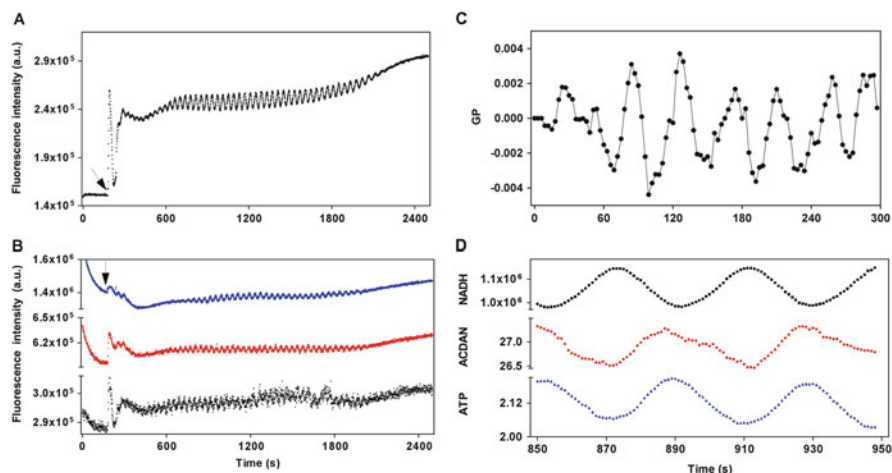 A
Fluorescence intensity (a.u.)
2.9x10⁵
2.4x10⁵
1.9x10⁵
1.4x10⁵
0 600 1200 1800 2400
B
Fluorescence intensity (a.u.)
1.6x10⁶
1.4x10⁶
6.5x10⁵
6.2x10⁵
3.0x10⁵
2.9x10⁵
0 600 1200 1800 2400
Time (s)
C
GP
0.004
0.002
0.000
-0.002
-0.004
0 60 120 180 240 300
D
NADH
1.1x10⁶
1.0x10⁶
ACDAN
27.0
26.5
ATP
2.12
2.00
850 870 890 910 930 950
Time (s)